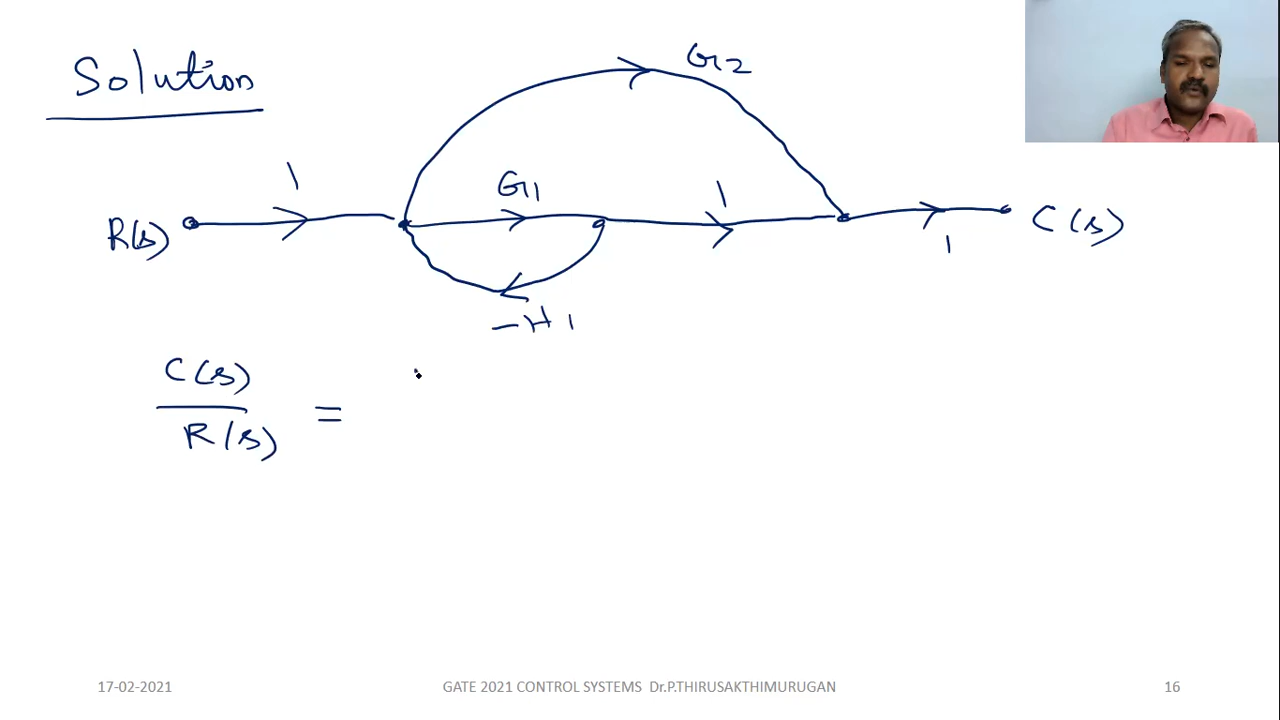 Solution
G2
1
G1
1
R(s)
C(s)
1
-H1
C(s)
R(s)
=
17-02-2021
GATE 2021 CONTROL SYSTEMS Dr.P.THIRUSAKTHIMURUGAN
16